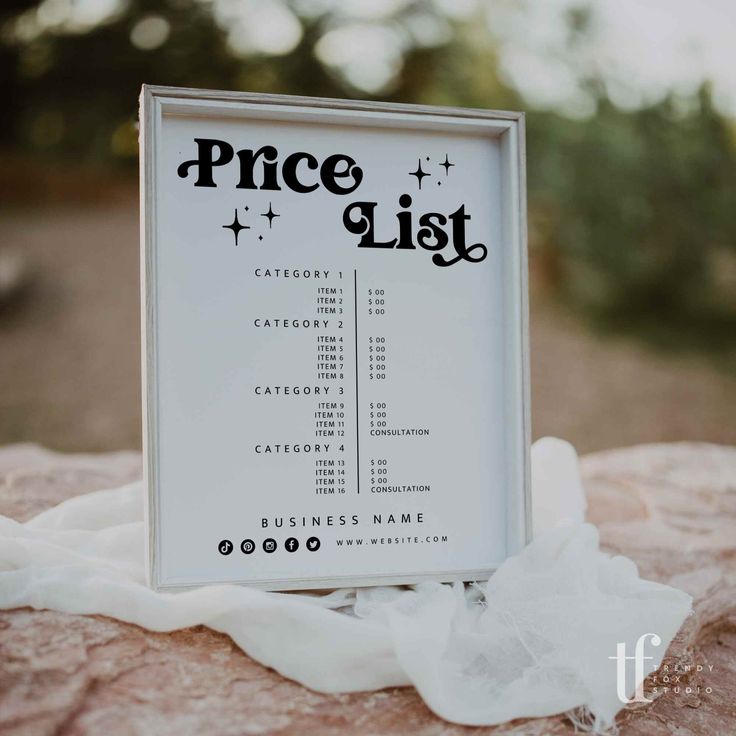 Price
List
CATEGORY 1
ITEM 1 $ 00
ITEM 2 $ 00
ITEM 3 $ 00
CATEGORY 2
ITEM 4 $ 00
ITEM 5 $ 00
ITEM 6 $ 00
ITEM 7 $ 00
ITEM 8 $ 00
CATEGORY 3
ITEM 9 $ 00
ITEM 10 $ 00
ITEM 11 $ 00
ITEM 12 CONSULTATION
CATEGORY 4
ITEM 13 $ 00
ITEM 14 $ 00
ITEM 15 $ 00
ITEM 16 CONSULTATION
BUSINESS NAME
WWW.WEBSITE.COM
tf
TRENDY
FOX
STUDIO